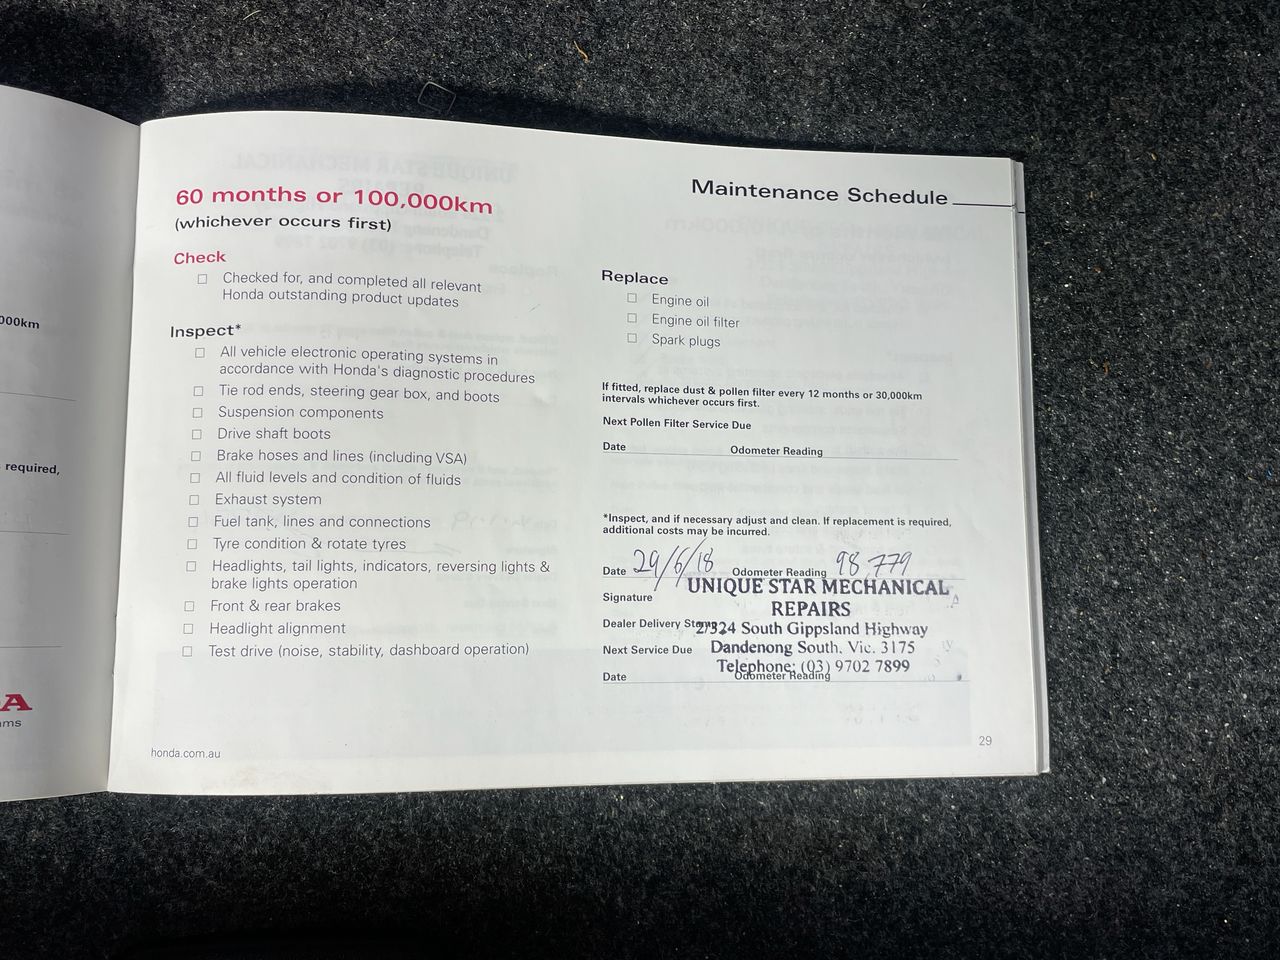 000km
required,
A
ms
60 months or 100,000km
(whichever occurs first)
Check
☐ Checked for, and completed all relevant
Honda outstanding product updates
Inspect*
☐ All vehicle electronic operating systems in
accordance with Honda's diagnostic procedures
☐ Tie rod ends, steering gear box, and boots
☐ Suspension components
☐ Drive shaft boots
☐ Brake hoses and lines (including VSA)
☐ All fluid levels and condition of fluids
☐ Exhaust system
☐ Fuel tank, lines and connections
☐ Tyre condition & rotate tyres
☐ Headlights, tail lights, indicators, reversing lights &
brake lights operation
☐ Front & rear brakes
☐ Headlight alignment
☐ Test drive (noise, stability, dashboard operation)
honda.com.au
Maintenance Schedule
Replace
☐ Engine oil
☐ Engine oil filter
☐ Spark plugs
If fitted, replace dust & pollen filter every 12 months or 30,000km
intervals whichever occurs first.
Next Pollen Filter Service Due
Date Odometer Reading
*Inspect, and if necessary adjust and clean. If replacement is required,
additional costs may be incurred.
Date 29/6/18 Odometer Reading 98,779
UNIQUE STAR MECHANICAL
Signature
REPAIRS
Dealer Delivery Stamp
2/324 South Gippsland Highway
Next Service Due
Dandenong South. Vic. 3175
Telephone: (03) 9702 7899
Date Odometer Reading
29